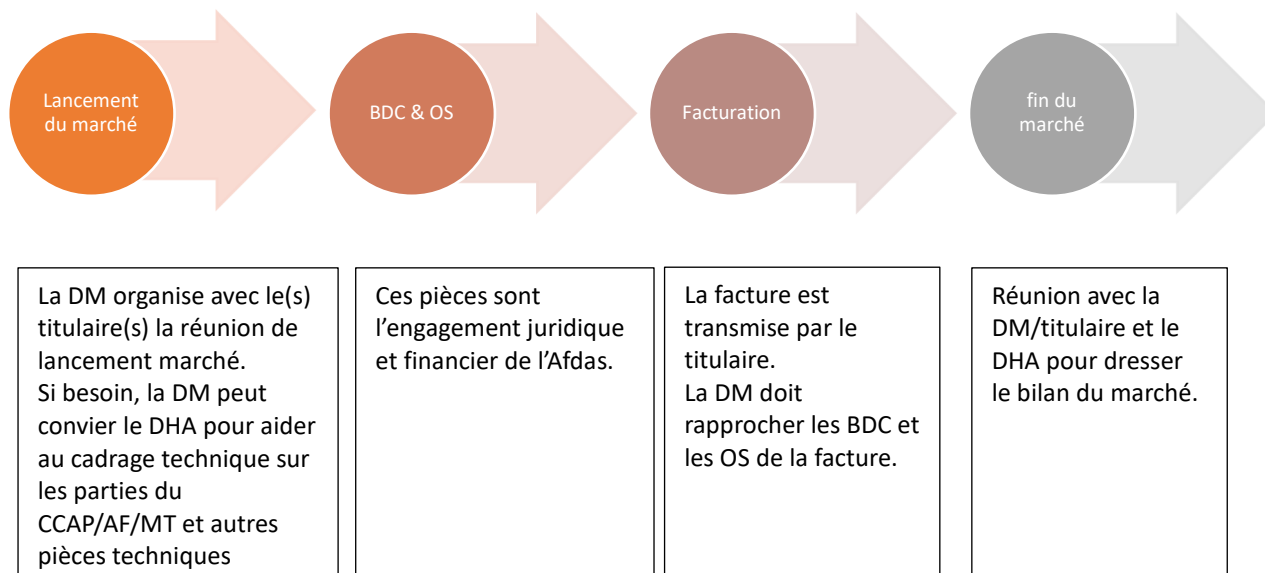 Lancement
du marché
BDC & OS
Facturation
fin du
marché
La DM organise avec le(s)
titulaire(s) la réunion de
lancement marché.
Si besoin, la DM peut
convier le DHA pour aider
au cadrage technique sur
les parties du
CCAP/AF/MT et autres
pièces techniques
Ces pièces sont
l’engagement juridique
et financier de l’Afdas.
La facture est
transmise par le
titulaire.
La DM doit
rapprocher les BDC et
les OS de la facture.
Réunion avec la
DM/titulaire et le
DHA pour dresser
le bilan du marché.